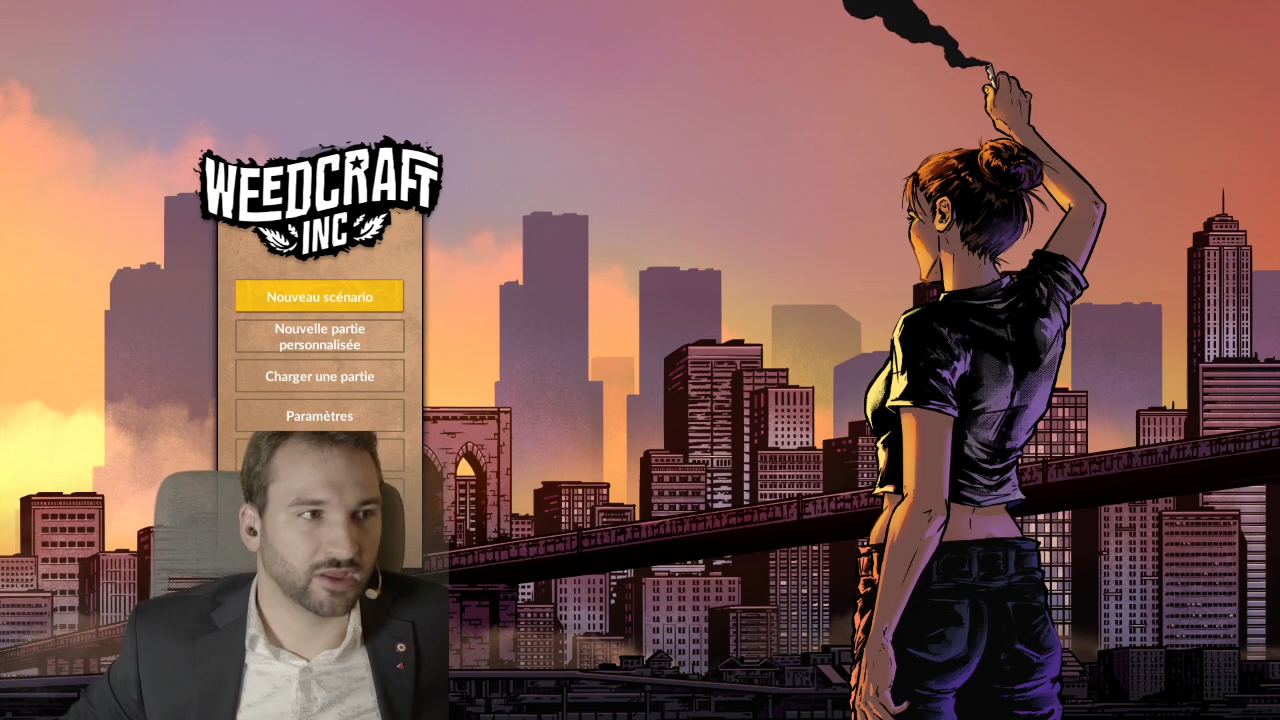 WEEDCRAFT
INC
Nouveau scénario
Nouvelle partie
personnalisée
Charger une partie
Paramètres